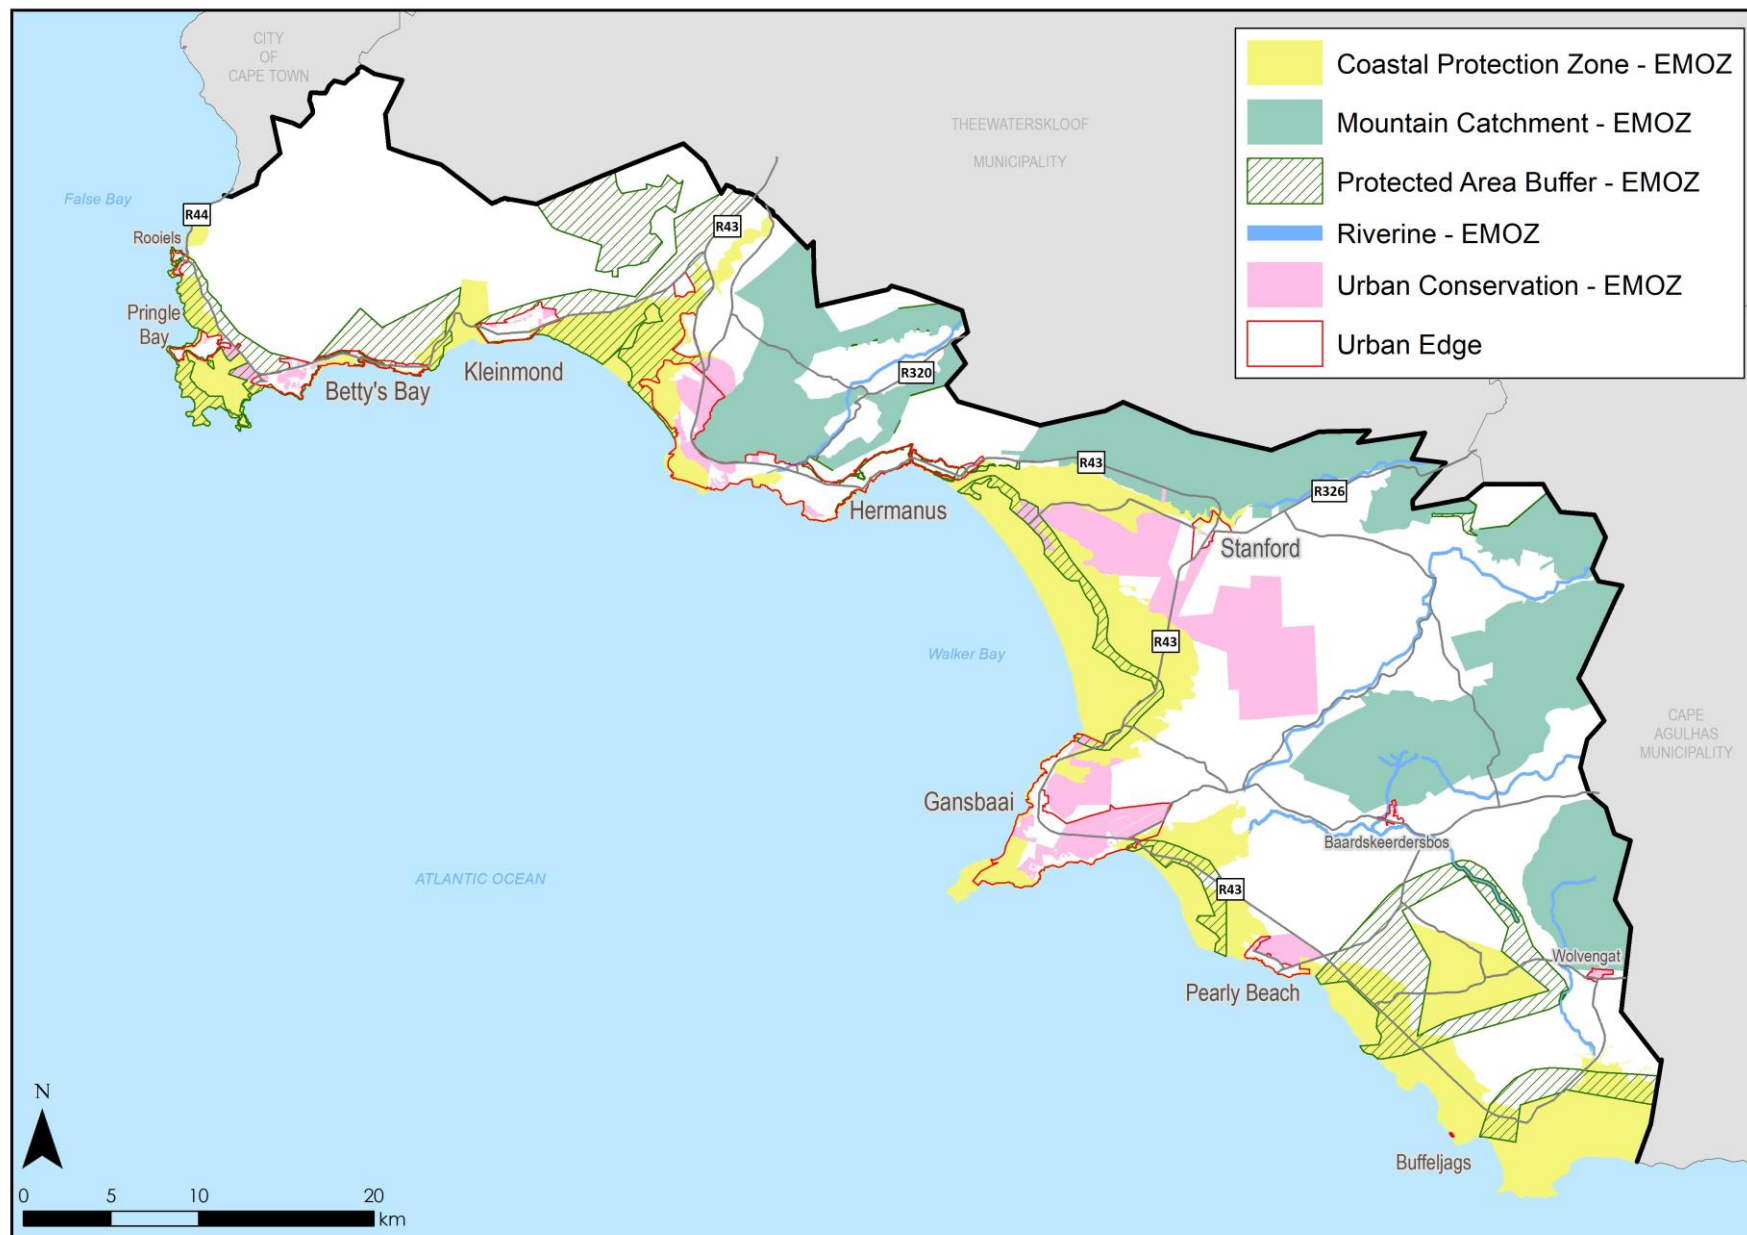 CITY
OF
CAPE TOWN
THEEWATERSKLOOF
MUNICIPALITY
Coastal Protection Zone - EMOZ
Mountain Catchment - EMOZ
Protected Area Buffer - EMOZ
Riverine - EMOZ
Urban Conservation - EMOZ
Urban Edge
False Bay
R44
Rooiels
R43
Pringle
Bay
Betty's Bay
Kleinmond
R320
Hermanus
R43
R326
Stanford
Walker Bay
R43
CAPE
AGULHAS
MUNICIPALITY
Gansbaai
Baardskeerdersbos
ATLANTIC OCEAN
R43
Wolvengat
Pearly Beach
Buffeljags
N
0 5 10 20
km